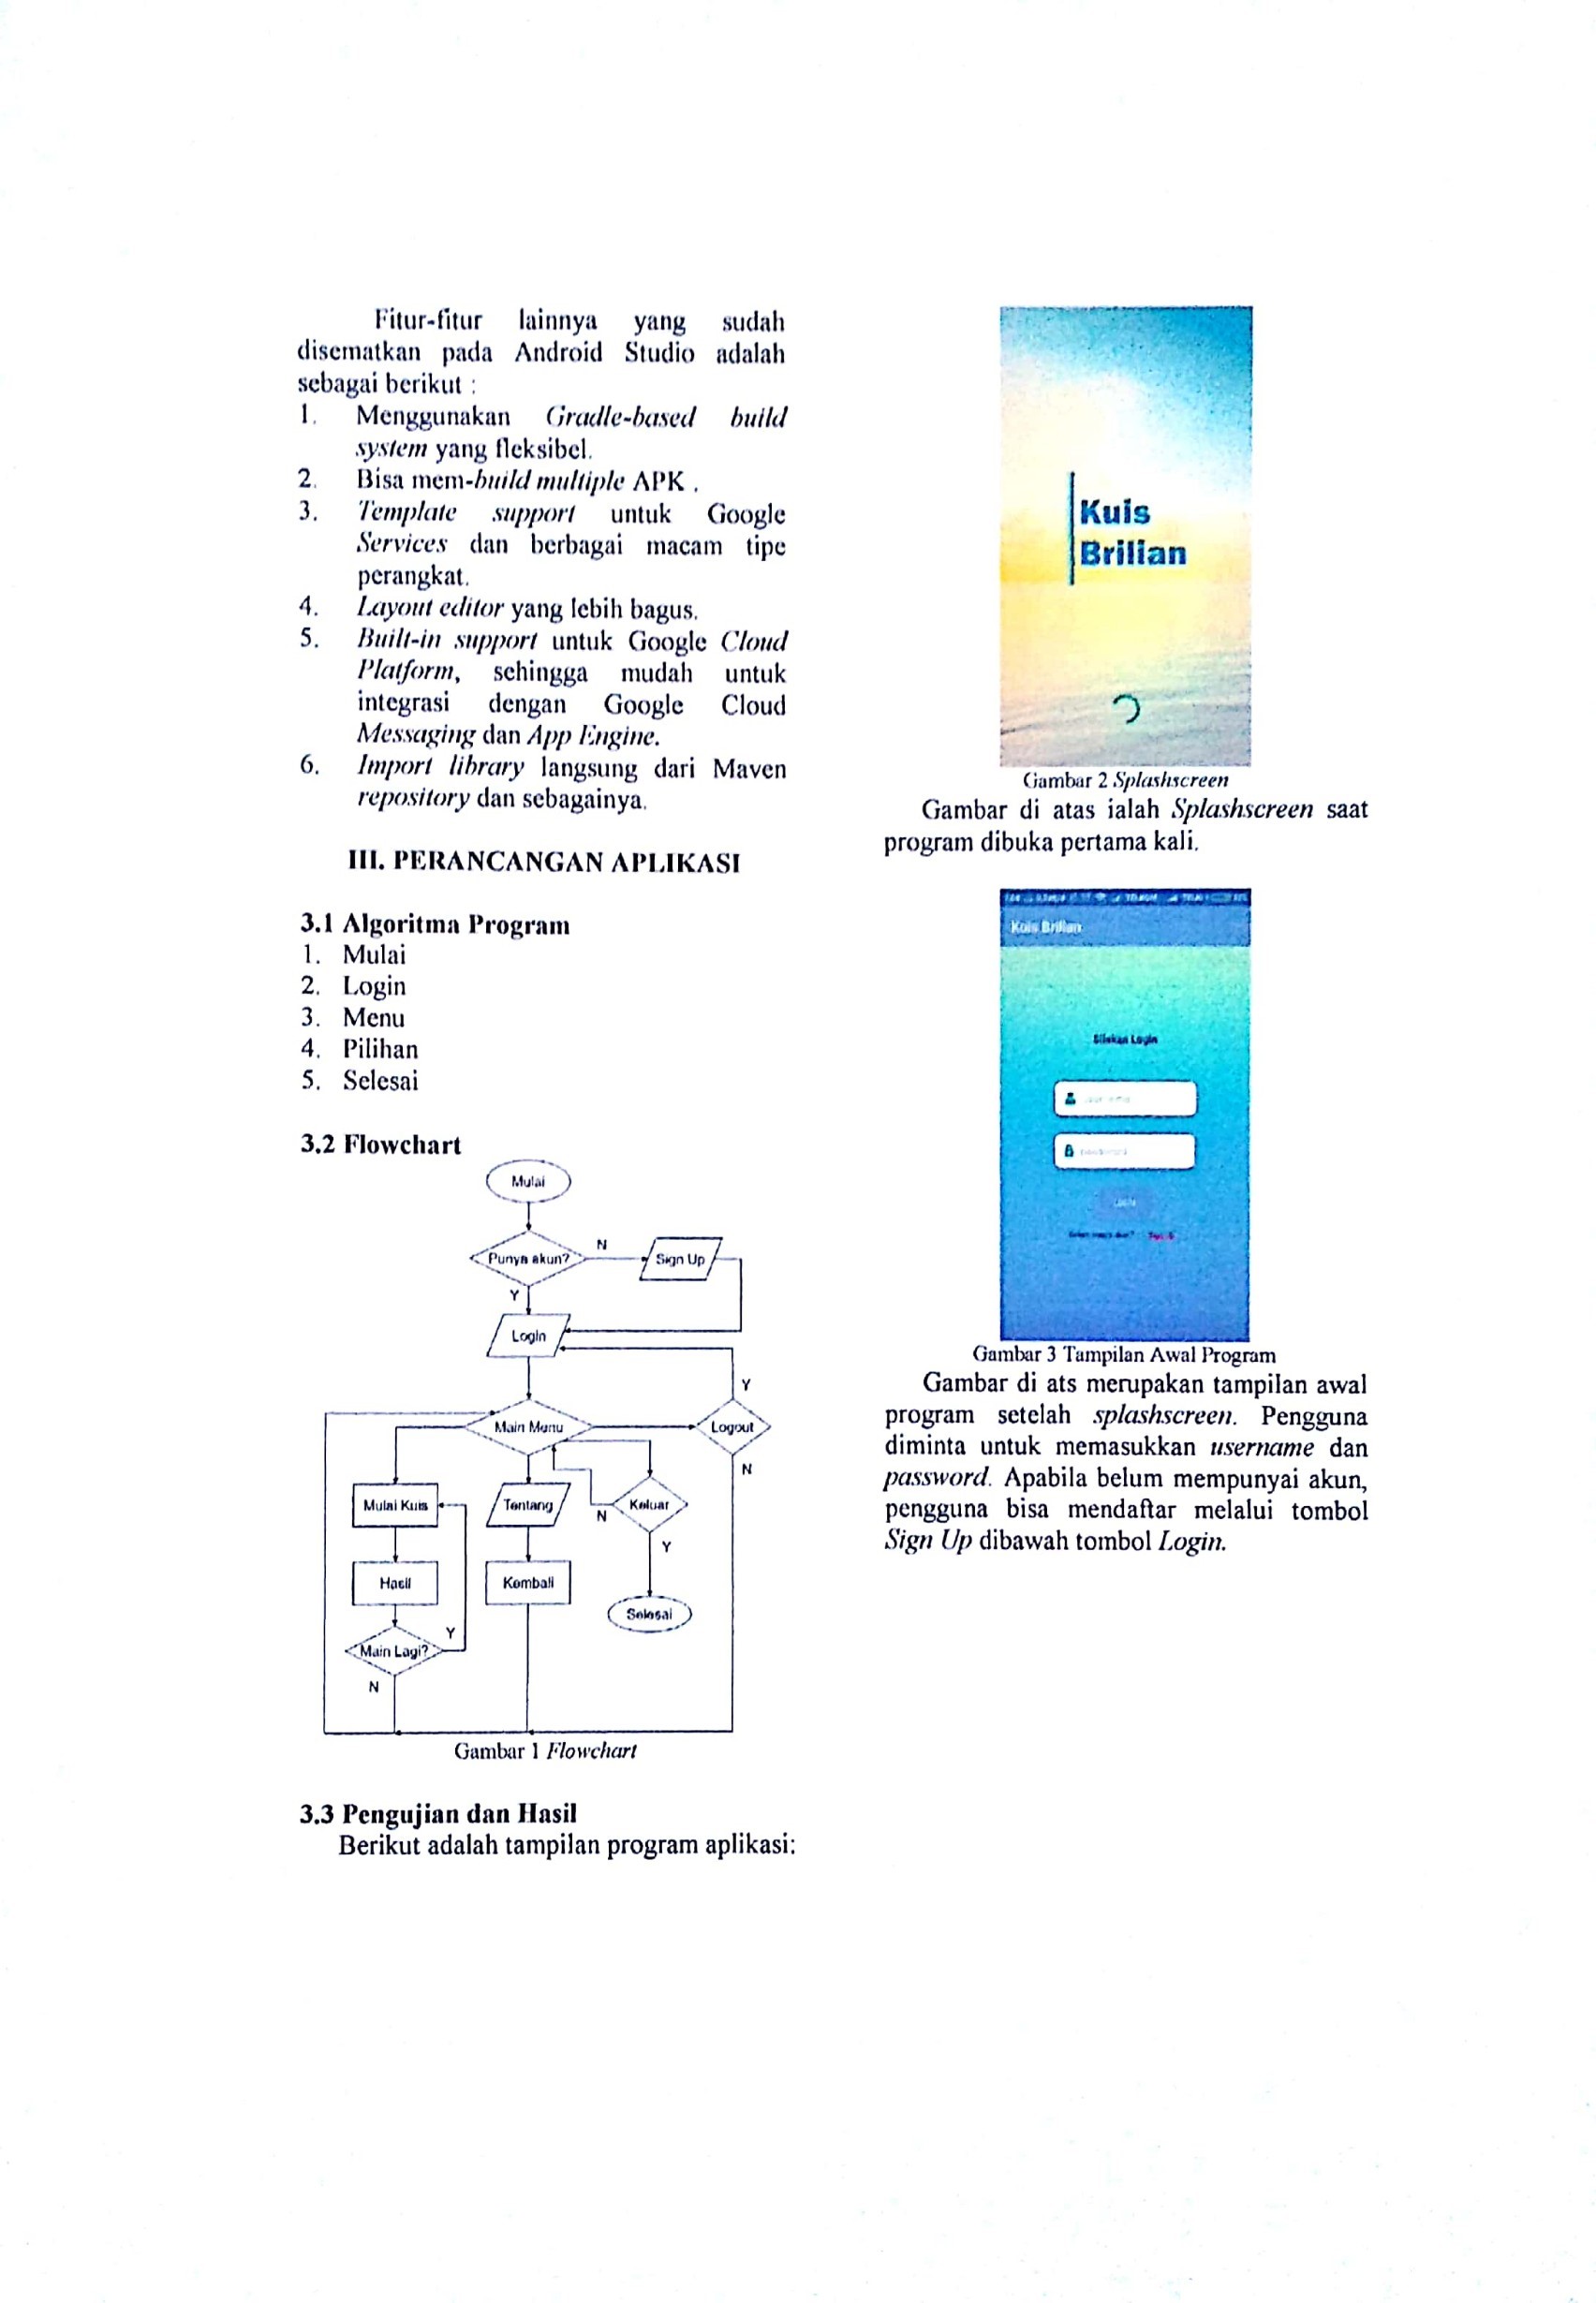 Fitur-fitur lainnya yang sudah
disematkan pada Android Studio adalah
sebagai berikut :
1. Menggunakan Gradle-based build
system yang fleksibel.
2. Bisa mem-build multiple APK .
3. Template support untuk Google
Services dan berbagai macam tipe
perangkat.
4. Layout editor yang lebih bagus.
5. Built-in support untuk Google Cloud
Platform, sehingga mudah untuk
integrasi dengan Google Cloud
Messaging dan App Engine.
6. Import library langsung dari Maven
repository dan sebagainya.
III. PERANCANGAN APLIKASI
3.1 Algoritma Program
1. Mulai
2. Login
3. Menu
4. Pilihan
5. Selesai
3.2 Flowchart
Mulai
Punya akun?
N
Sign Up
Y
Login
Y
Main Menu
Logout
N
Mulai Kuis
Tentang
Keluar
N
Y
Hasil
Kembali
Selesai
Main Lagi?
Y
N
Gambar 1 Flowchart
3.3 Pengujian dan Hasil
Berikut adalah tampilan program aplikasi:
Kuis
Brilian
Gambar 2 Splashscreen
Gambar di atas ialah Splashscreen saat
program dibuka pertama kali.
Kuis Brilian
Silakan Login
LOGIN
Gambar 3 Tampilan Awal Program
Gambar di ats merupakan tampilan awal
program setelah splashscreen. Pengguna
diminta untuk memasukkan username dan
password. Apabila belum mempunyai akun,
pengguna bisa mendaftar melalui tombol
Sign Up dibawah tombol Login.